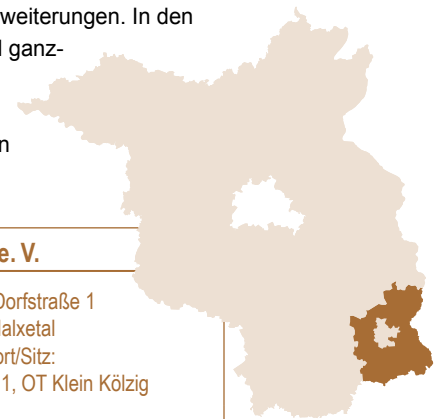 weiterungen. In den
ganz-
n
e. V.
Dorfstraße 1
alxetal
ort/Sitz:
1, OT Klein Kölzig